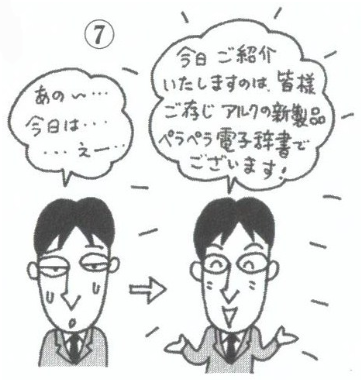 ⑦
あのぃ…
今日は‥‥
‥‥えー‥
今日 ご紹介
いたしますのは、皆様
ご存じ アルクの新製品
ペラペラ電子辞書で
ございます!